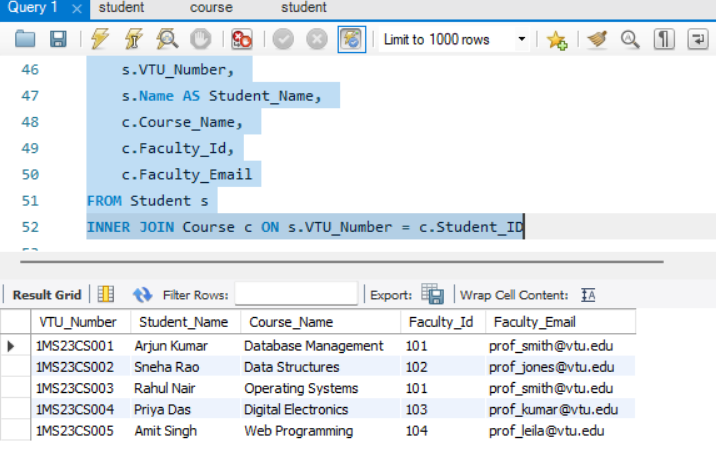 Query 1 × student course student
Limit to 1000 rows
46 s.VTU_Number,
47 s.Name AS Student_Name,
48 c.Course_Name,
49 c.Faculty_Id,
50 c.Faculty_Email
51 FROM Student s
52 INNER JOIN Course c ON s.VTU_Number = c.Student_ID
Result Grid Filter Rows: Export: Wrap Cell Content: IA
VTU_Number Student_Name Course_Name Faculty_Id Faculty_Email
1MS23CS001 Arjun Kumar Database Management 101 prof_smith@vtu.edu
1MS23CS002 Sneha Rao Data Structures 102 prof_jones@vtu.edu
1MS23CS003 Rahul Nair Operating Systems 101 prof_smith@vtu.edu
1MS23CS004 Priya Das Digital Electronics 103 prof_kumar@vtu.edu
1MS23CS005 Amit Singh Web Programming 104 prof_leila@vtu.edu